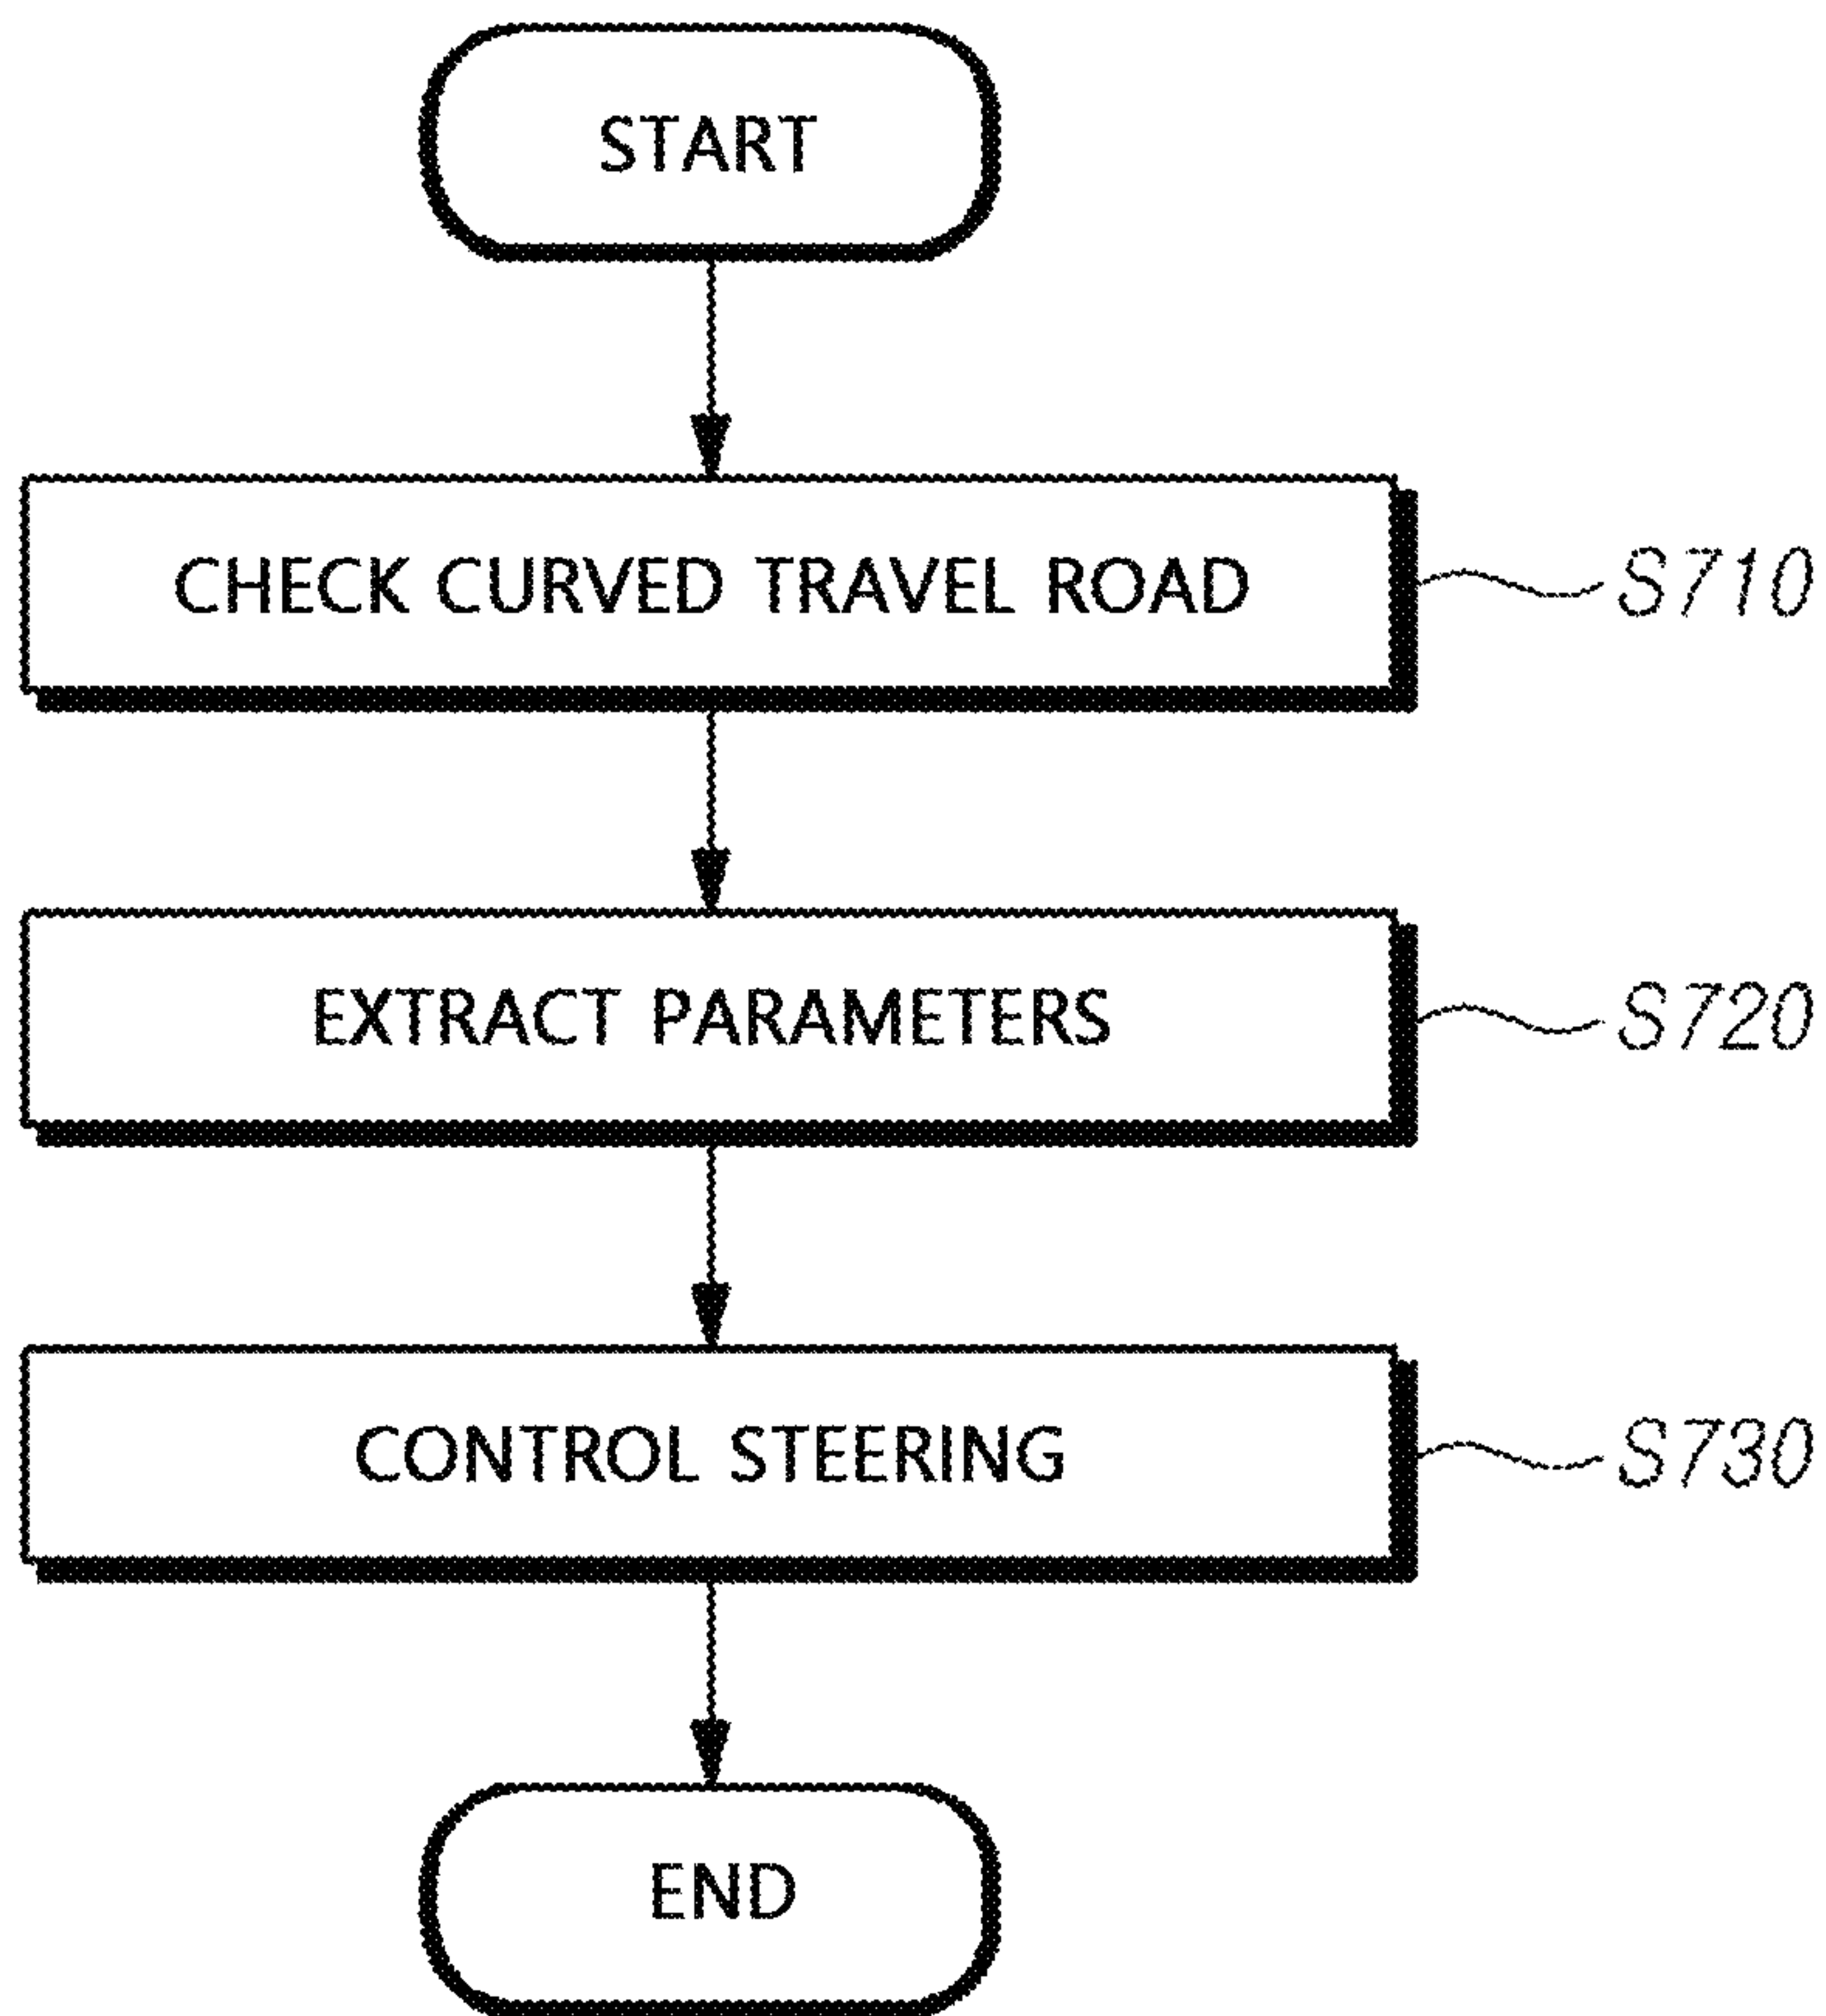 START
CHECK CURVED TRAVEL ROAD
S710
EXTRACT PARAMETERS
S720
CONTROL STEERING
S730
END